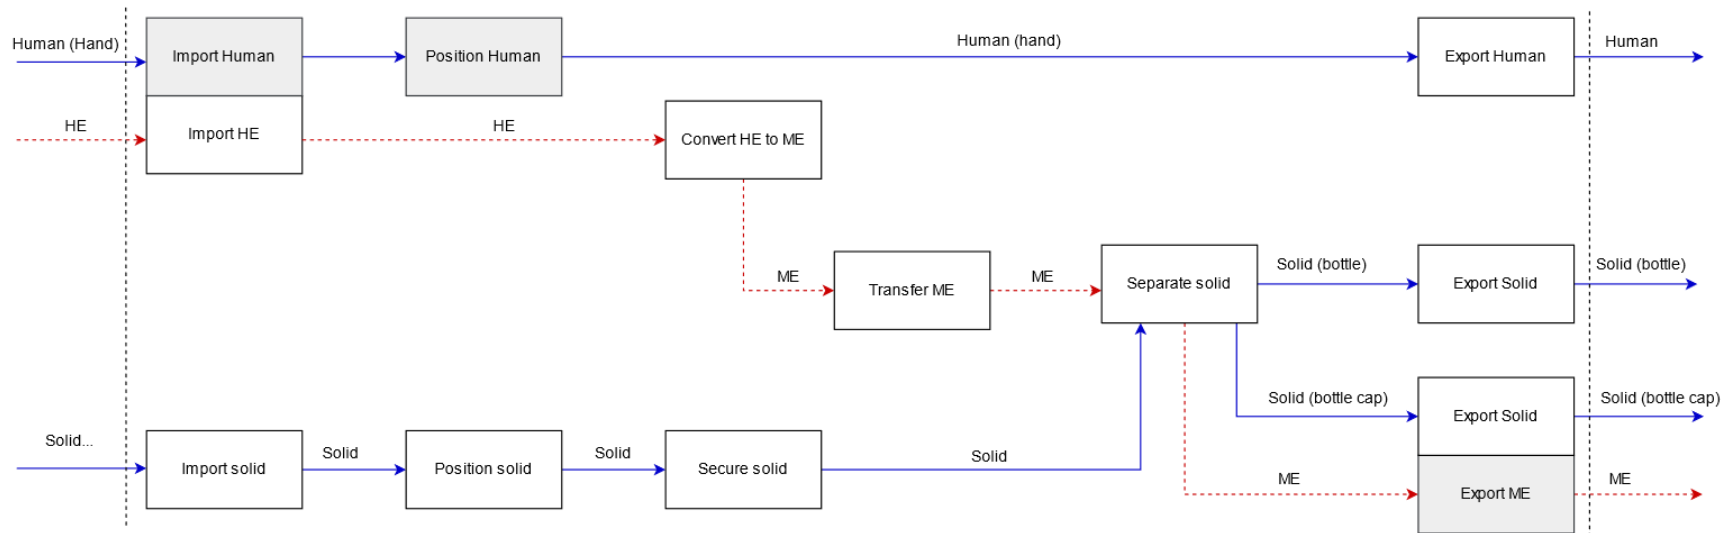 Human (Hand)
Import Human
Position Human
Human (hand)
Export Human
Human
HE
Import HE
HE
Convert HE to ME
ME
Transfer ME
ME
Separate solid
Solid (bottle)
Export Solid
Solid (bottle)
Solid (bottle cap)
Export Solid
Solid (bottle cap)
Solid...
Import solid
Solid
Position solid
Solid
Secure solid
Solid
ME
Export ME
ME